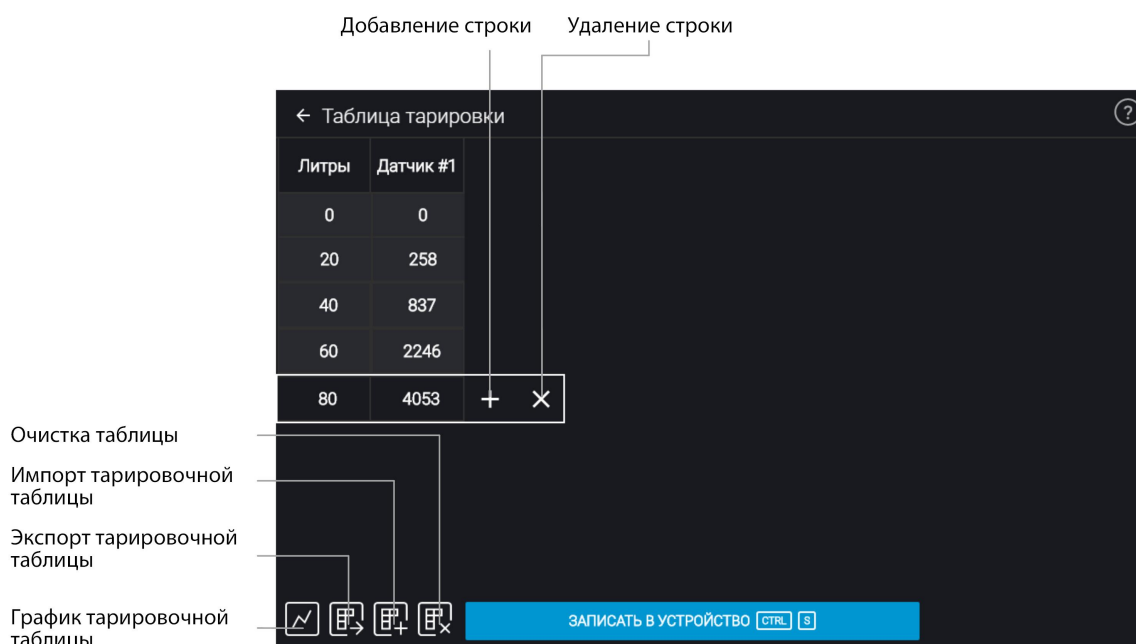 Добавление строки Удаление строки
← Таблица тарировки ?
Литры Датчик #1
0 0
20 258
40 837
60 2246
80 4053 + ×
Очистка таблицы
Импорт тарировочной
таблицы
Экспорт тарировочной
таблицы
График тарировочной
таблицы
ЗАПИСАТЬ В УСТРОЙСТВО CTRL S